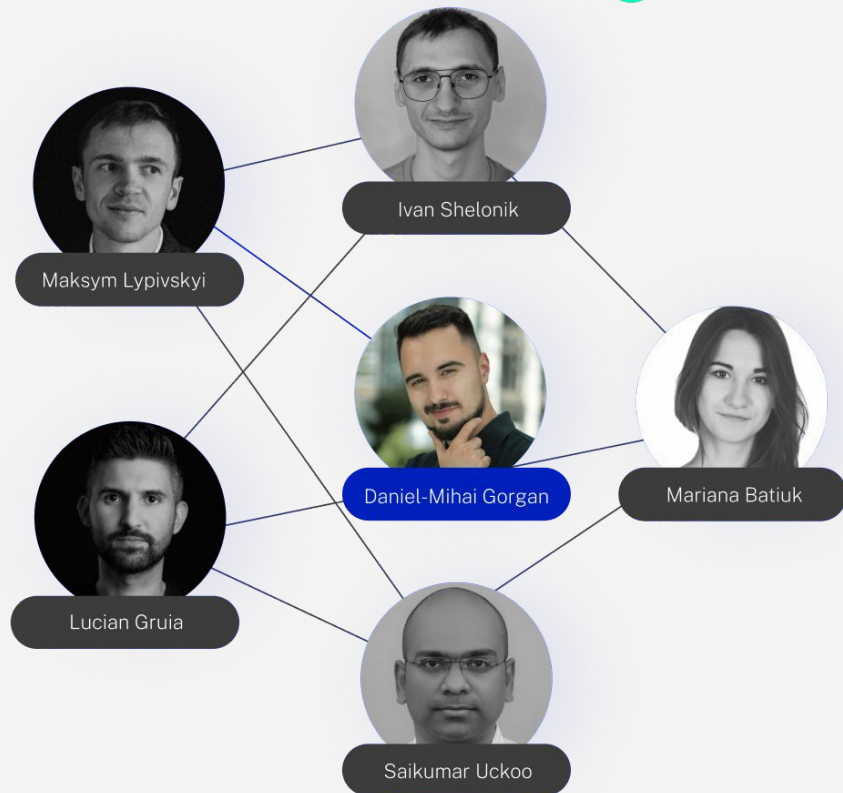 Ivan Shelonik
Maksym Lypivskyi
Daniel-Mihai Gorgan
Mariana Batiuk
Lucian Gruia
Saikumar Uckoo